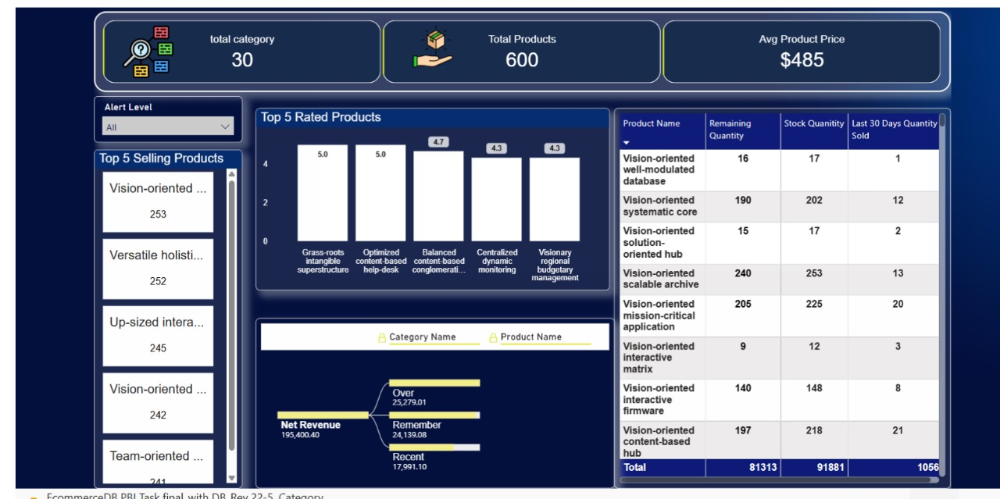 total category
30
Total Products
600
Avg Product Price
$485
Alert Level
All
Top 5 Selling Products
Vision-oriented ...
253
Versatile holisti...
252
Up-sized intera...
245
Vision-oriented ...
242
Team-oriented ...
241
Top 5 Rated Products
4
2
0
5.0
5.0
4.7
4.3
4.3
Grass-roots
intangible
superstructure
Optimized
content-based
help-desk
Balanced
content-based
conglomerati...
Centralized
dynamic
monitoring
Visionary
regional
budgetary
management
Category Name
Product Name
Net Revenue
195,400.40
Over
25,279.01
Remember
24,139.08
Recent
17,991.10
Product Name
Remaining
Quantity
Stock Quanitity
Last 30 Days Quantity
Sold
Vision-oriented
well-modulated
database
16
17
1
Vision-oriented
systematic core
190
202
12
Vision-oriented
solution-
oriented hub
15
17
2
Vision-oriented
scalable archive
240
253
13
Vision-oriented
mission-critical
application
205
225
20
Vision-oriented
interactive
matrix
9
12
3
Vision-oriented
interactive
firmware
140
148
8
Vision-oriented
content-based
hub
197
218
21
Total
81313
91881
1056
EcommerceDB PBI Task final with DB Rev 22-5 Category